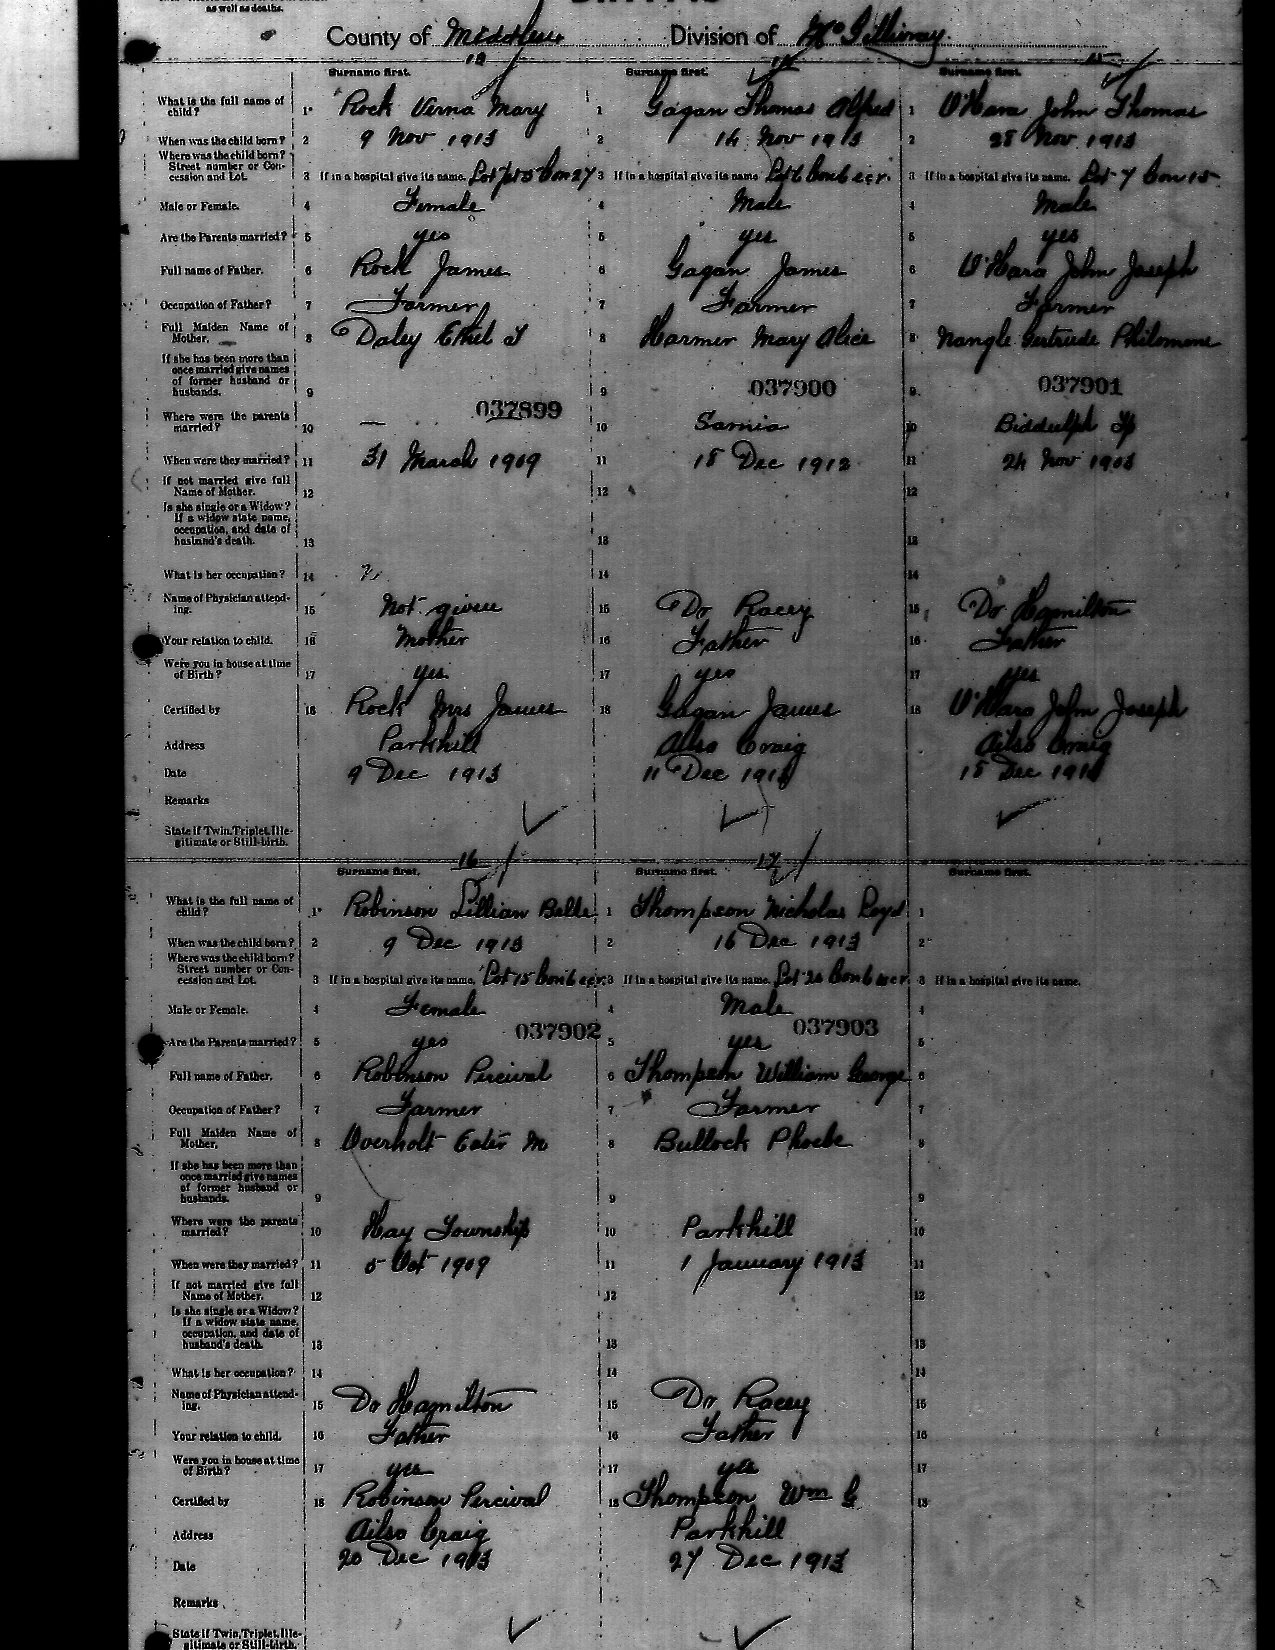 as well as deaths.
County of Middlesex Division of McGillivray
13 14 15
Surname first. Surname first. Surname first.
What is the full name of child? 1 Rock Verna Mary 1 Gagan Thomas Alfred 1 O'Hara John Thomas
When was the child born? 2 9 Nov 1913 2 14 Nov 1913 2 28 Nov 1913
Where was the child born? Street number or Concession and Lot. 3 If in a hospital give its name. Con 27 3 If in a hospital give its name Lot 6 Con 6 ecr. 3 If in a hospital give its name. Lot 7 Con 15
Male or Female. 4 Female 4 Male 4 Male
Are the Parents married? 5 yes 5 yes 5 yes
Full name of Father. 6 Rock James 6 Gagan James 6 O'Hara John Joseph
Occupation of Father? 7 Farmer 7 Farmer 7 Farmer
Full Maiden Name of Mother. 8 Daley Ethel J 8 Harmer Mary Alice 8 Nangle Gertrude Philomene
If she has been more than once married give names of former husband or husbands. 9 9 9
037899 037900 037901
Where were the parents married? 10 — 10 Sarnia 10 Biddulph Tp
When were they married? 11 31 March 1909 11 18 Dec 1912 11 24 Nov 1908
If not married give full Name of Mother. 12 12 12
Is she single or a Widow? If a widow state name, occupation, and date of husband's death. 13 13 13
What is her occupation? 14 14 14
Name of Physician attending. 15 Not given 15 Dr Racey 15 Dr Hamilton
Your relation to child. 16 Mother 16 Father 16 Father
Were you in house at time of Birth? 17 yes 17 yes 17 yes
Certified by 18 Rock Mrs James 18 Gagan James 18 O'Hara John Joseph
Address Parkhill Ailsa Craig Ailsa Craig
Date 9 Dec 1913 11 Dec 1913 18 Dec 1913
Remarks
State if Twin, Triplet, Illegitimate or Still-birth.
16 17
Surname first. Surname first. Surname first.
What is the full name of child? 1 Robinson Lillian Belle 1 Thompson Nicholas Loyd 1
When was the child born? 2 9 Dec 1913 2 16 Dec 1913 2
Where was the child born? Street number or Concession and Lot. 3 If in a hospital give its name. Lot 15 Con 6 ecr. 3 If in a hospital give its name. Lot 20 Con 6 wcr 3 If in a hospital give its name.
Male or Female. 4 Female 4 Male 4
037902 037903
Are the Parents married? 5 yes 5 yes 5
Full name of Father. 6 Robinson Percival 6 Thompson William George 6
Occupation of Father? 7 Farmer 7 Farmer 7
Full Maiden Name of Mother. 8 Overholt M 8 Bullock Phoebe 8
If she has been more than once married give names of former husband or husbands. 9 9 9
Where were the parents married? 10 Hay Township 10 Parkhill 10
When were they married? 11 5 Oct 1909 11 1 January 1913 11
If not married give full Name of Mother. 12 12 12
Is she single or a Widow? If a widow state name, occupation, and date of husband's death. 13 13 13
What is her occupation? 14 14 14
Name of Physician attending. 15 Dr Hamilton 15 Dr Racey 15
Your relation to child. 16 Father 16 Father 16
Were you in house at time of Birth? 17 yes 17 yes 17
Certified by 18 Robinson Percival 18 Thompson Wm G 18
Address Ailsa Craig Parkhill
Date 20 Dec 1913 27 Dec 1913
Remarks
State if Twin, Triplet, Illegitimate or Still-birth.